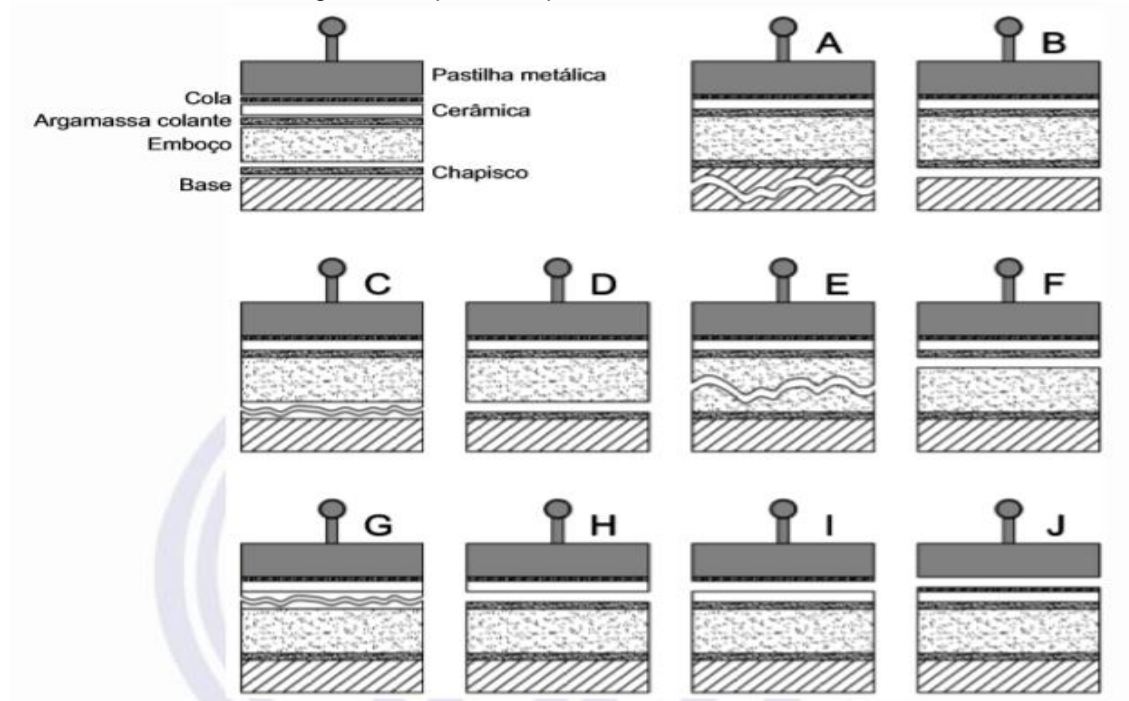 Pastilha metálica
Cola
Cerâmica
Argamassa colante
Emboço
Chapisco
Base
A
B
C
D
E
F
G
H
I
J